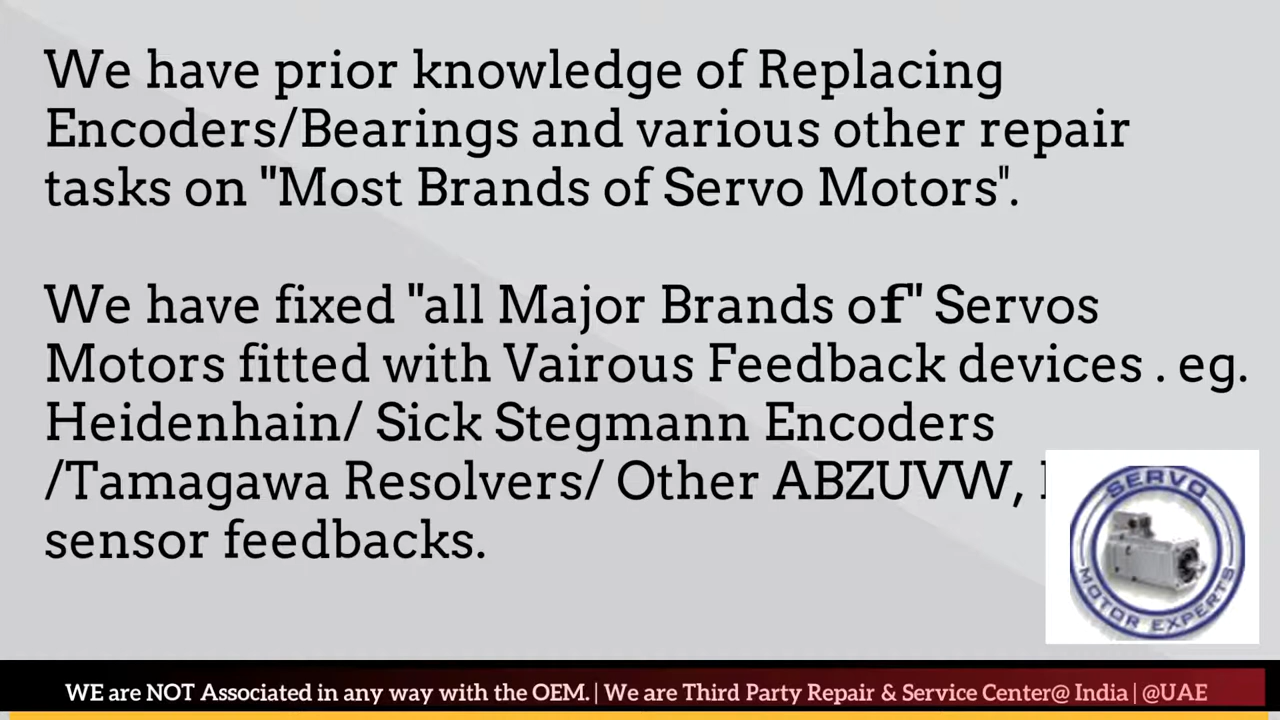 We have prior knowledge of Replacing
Encoders/Bearings and various other repair
tasks on "Most Brands of Servo Motors".
We have fixed "all Major Brands of" Servos
Motors fitted with Vairous Feedback devices . eg.
Heidenhain/ Sick Stegmann Encoders
/Tamagawa Resolvers/ Other ABZUVW,
sensor feedbacks.
SERVO
MOTOR EXPERTS
WE are NOT Associated in any way with the OEM. | We are Third Party Repair & Service Center@ India | @UAE